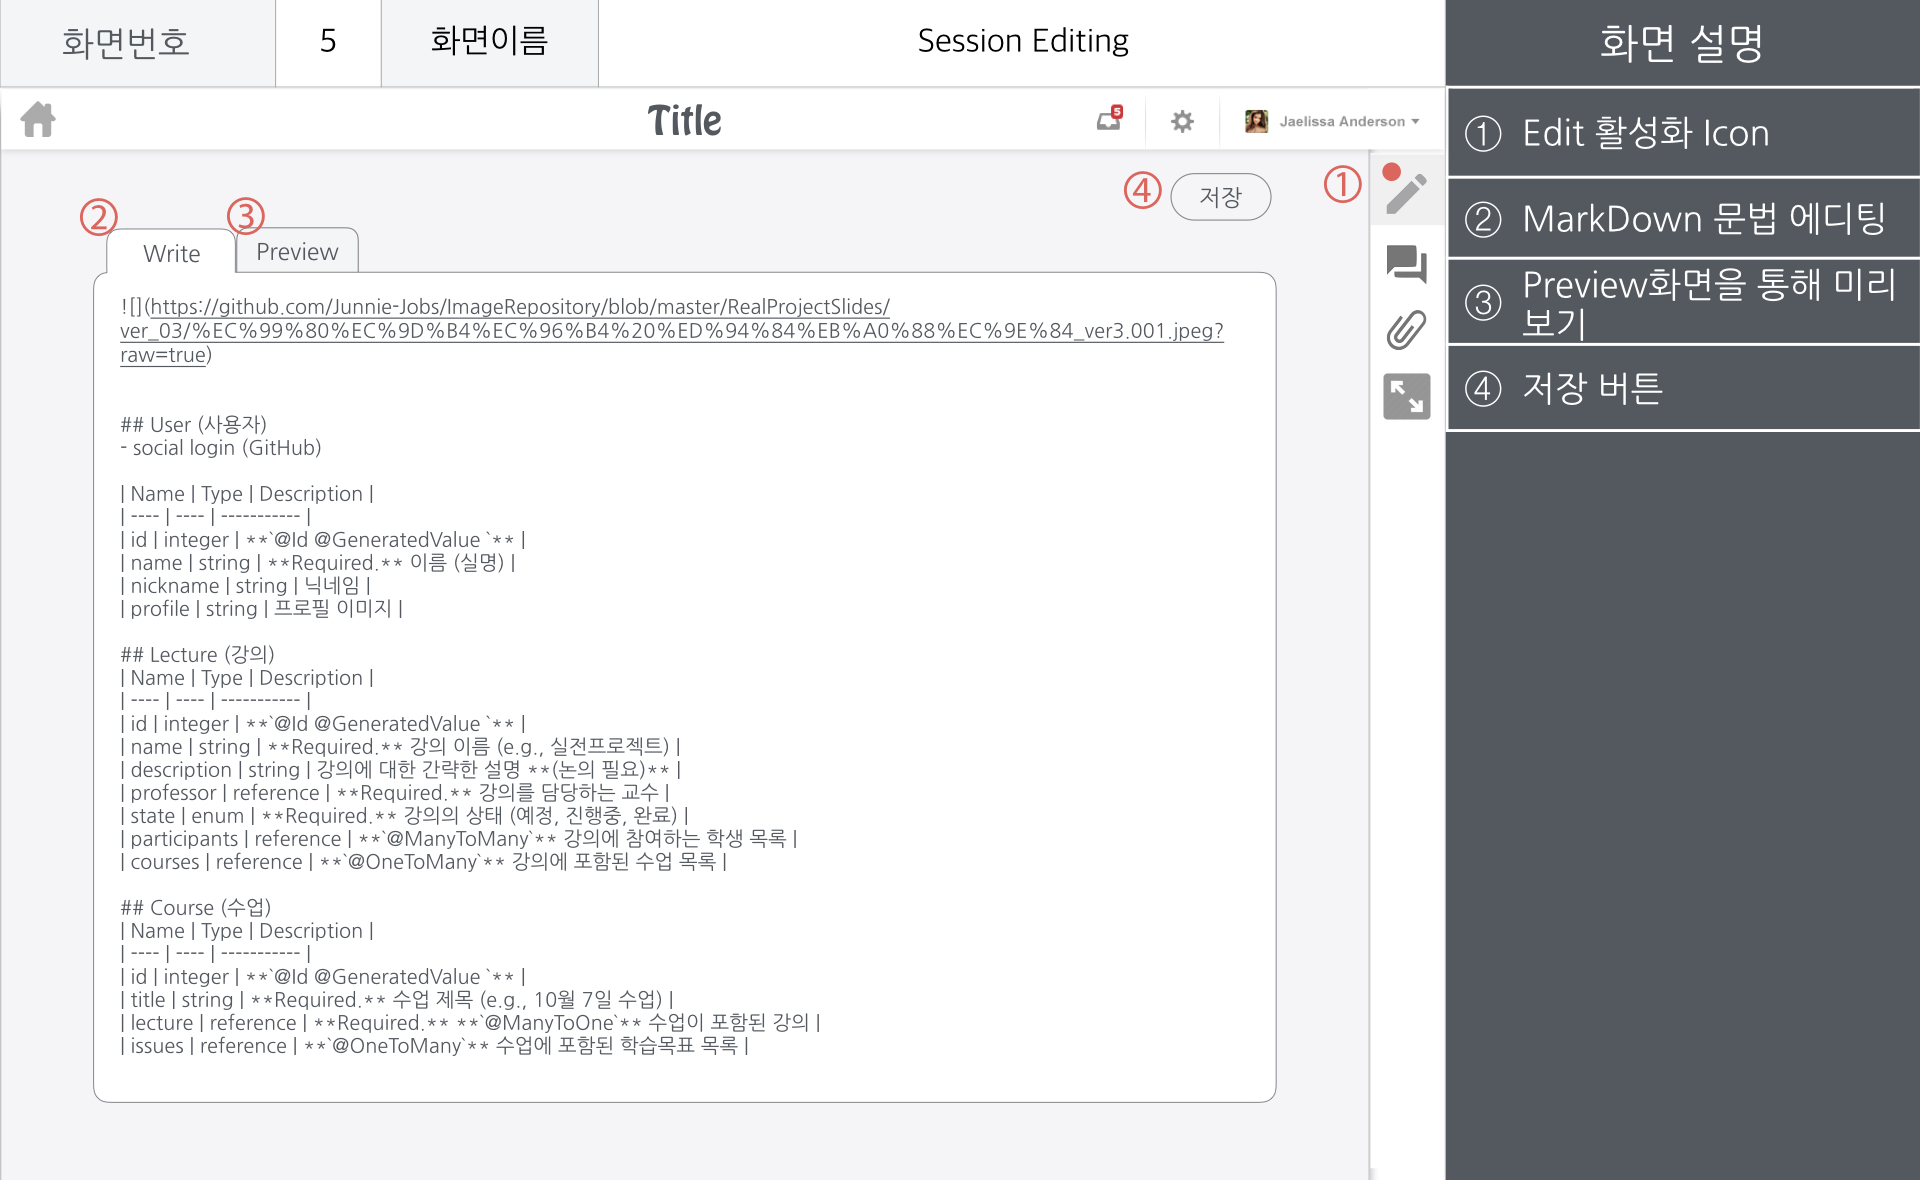 화면번호
5
화면이름
Session Editing
화면 설명
Title
5
Jaelissa Anderson
① Edit 활성화 Icon
② MarkDown 문법 에디팅
③ Preview화면을 통해 미리
보기
④ 저장 버튼
①
④ 저장
② ③
Write
Preview
![](https://github.com/Junnie-Jobs/ImageRepository/blob/master/RealProjectSlides/
ver_03/%EC%99%80%EC%9D%B4%EC%96%B4%20%ED%94%84%EB%A0%88%EC%9E%84_ver3.001.jpeg?
raw=true)
## User (사용자)
- social login (GitHub)
| Name | Type | Description |
| ---- | ---- | ----------- |
| id | integer | **`@Id @GeneratedValue `** |
| name | string | **Required.** 이름 (실명) |
| nickname | string | 닉네임 |
| profile | string | 프로필 이미지 |
## Lecture (강의)
| Name | Type | Description |
| ---- | ---- | ----------- |
| id | integer | **`@Id @GeneratedValue `** |
| name | string | **Required.** 강의 이름 (e.g., 실전프로젝트) |
| description | string | 강의에 대한 간략한 설명 **(논의 필요)** |
| professor | reference | **Required.** 강의를 담당하는 교수 |
| state | enum | **Required.** 강의의 상태 (예정, 진행중, 완료) |
| participants | reference | **`@ManyToMany`** 강의에 참여하는 학생 목록 |
| courses | reference | **`@OneToMany`** 강의에 포함된 수업 목록 |
## Course (수업)
| Name | Type | Description |
| ---- | ---- | ----------- |
| id | integer | **`@Id @GeneratedValue `** |
| title | string | **Required.** 수업 제목 (e.g., 10월 7일 수업) |
| lecture | reference | **Required.** **`@ManyToOne`** 수업이 포함된 강의 |
| issues | reference | **`@OneToMany`** 수업에 포함된 학습목표 목록 |